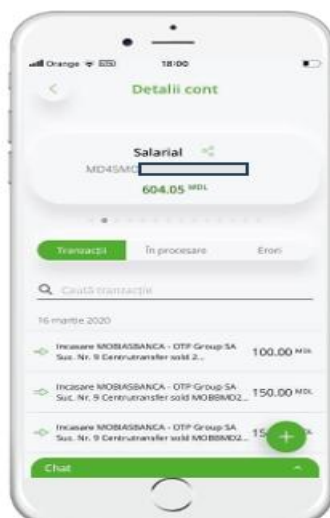 Orange
18:00
Detalii cont
Salarial
604.05 MDL
Tranzacții În procesare Erori
Caută tranzacție
16 martie 2020
Incasare MOBIASBANCA - OTP Group SA
Suc. Nr. 9 Centrutransfer sold 2...
100.00 MDL
Incasare MOBIASBANCA - OTP Group SA
Suc. Nr. 9 Centrutransfer sold MOBBMD2...
150.00 MDL
Incasare MOBIASBANCA - OTP Group SA
Suc. Nr. 9 Centrutransfer sold MOBBMD2...
Chat